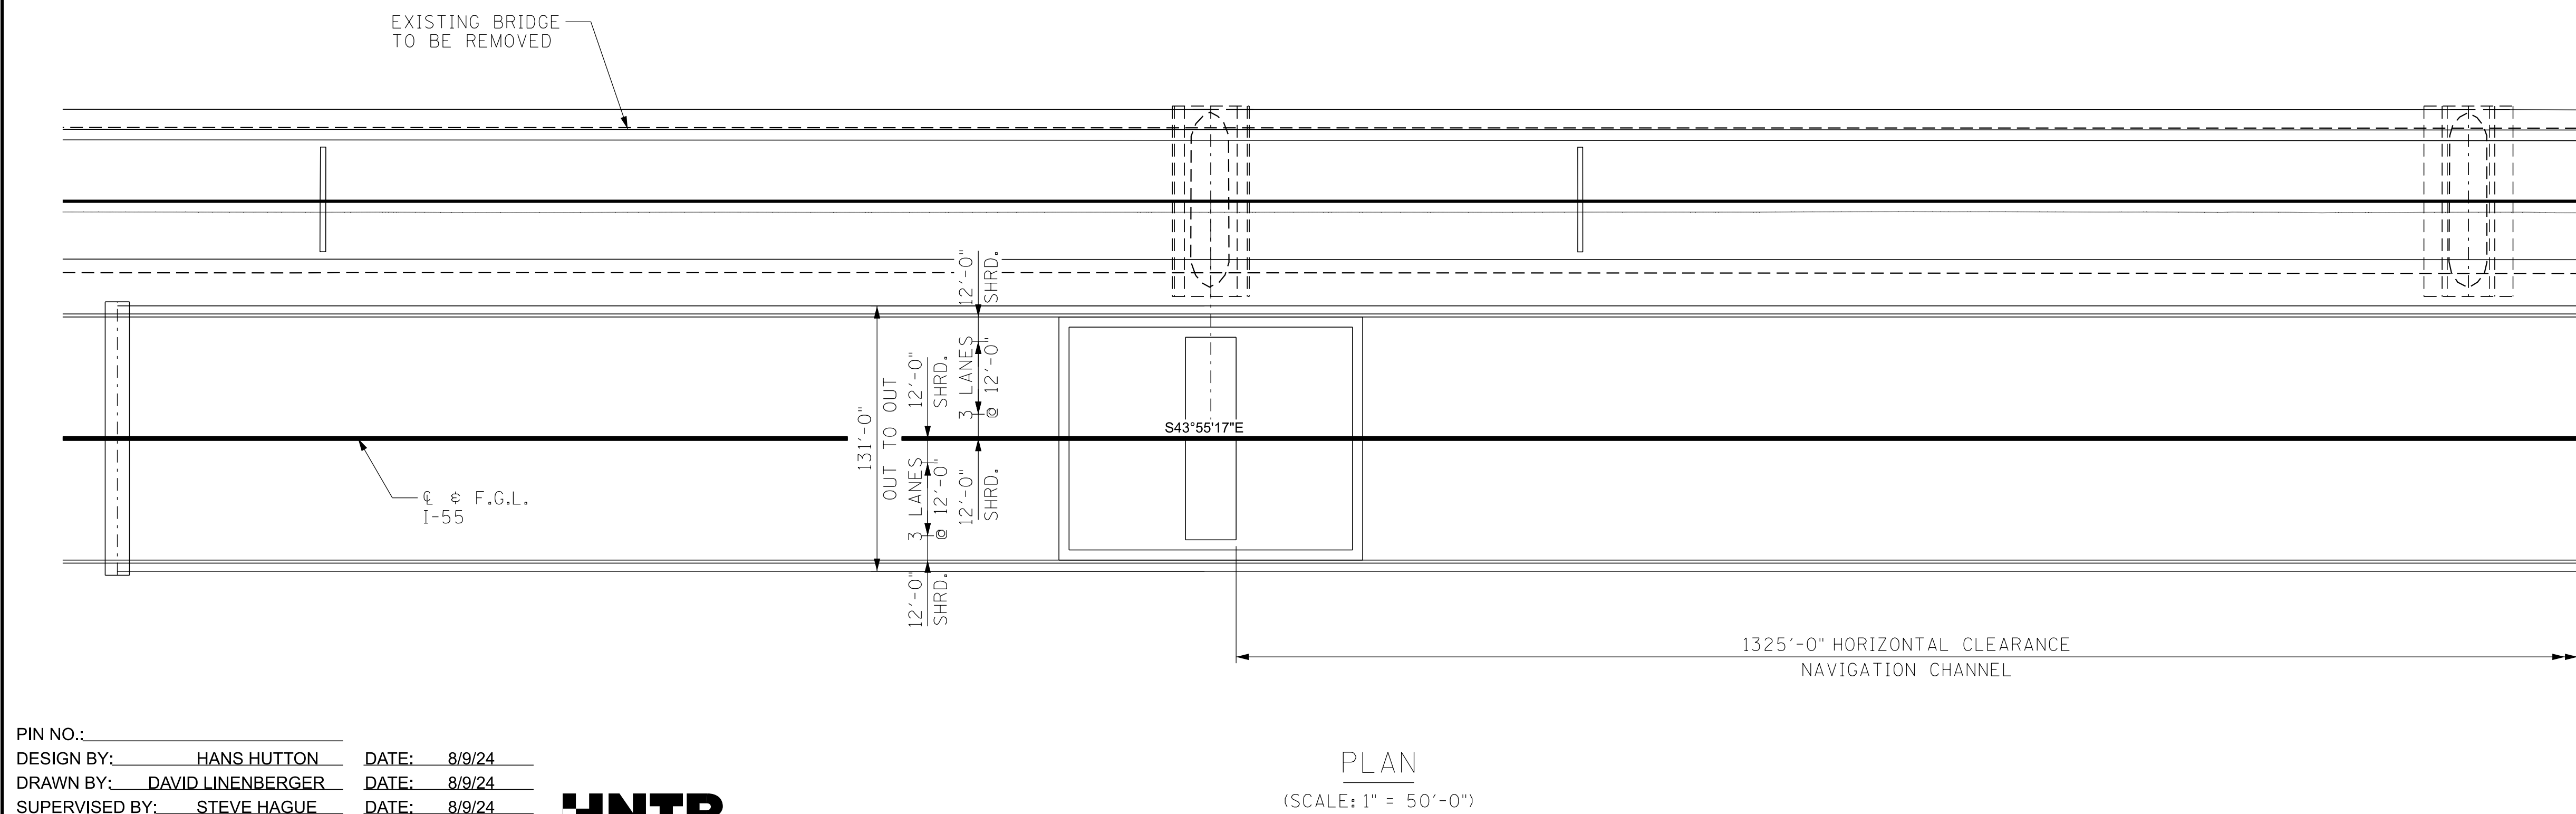 EXISTING BRIDGE
TO BE REMOVED
12'-0"
SHRD.
3 LANES
@ 12'-0"
12'-0"
SHRD.
131'-0"
OUT TO OUT
S43°55'17"E
3 LANES
@ 12'-0"
12'-0"
SHRD.
12'-0"
SHRD.
℄ & F.G.L.
I-55
1325'-0" HORIZONTAL CLEARANCE
NAVIGATION CHANNEL
PIN NO.:
DESIGN BY: HANS HUTTON DATE: 8/9/24
DRAWN BY: DAVID LINENBERGER DATE: 8/9/24
SUPERVISED BY: STEVE HAGUE DATE: 8/9/24
HNTB
PLAN
(SCALE: 1" = 50'-0")